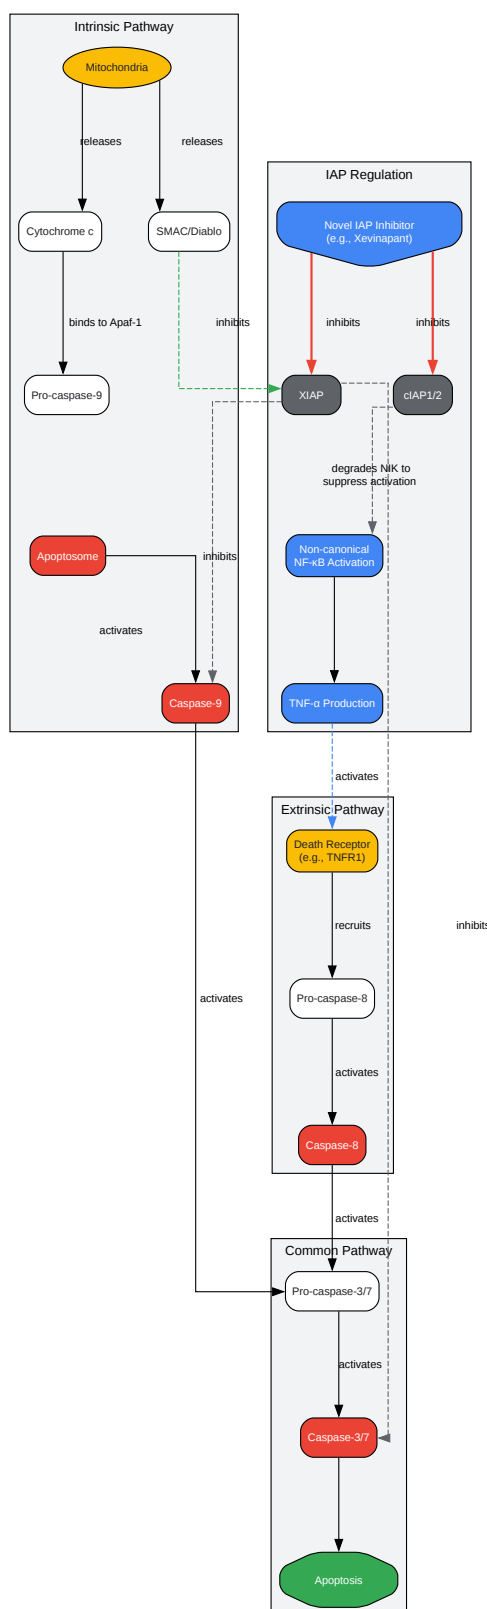 Intrinsic Pathway
Mitochondria
releases
releases
IAP Regulation
Cytochrome c
SMAC/Diablo
Novel IAP Inhibitor
(e.g., Xevinapant)
binds to Apaf-1
inhibits
inhibits
inhibits
Pro-caspase-9
XIAP
cIAP1/2
degrades NIK to
suppress activation
Apoptosome
inhibits
Non-canonical
NF-κB Activation
activates
Caspase-9
TNF-α Production
activates
Extrinsic Pathway
Death Receptor
(e.g., TNFR1)
recruits
inhibits
Pro-caspase-8
activates
activates
Caspase-8
activates
Common Pathway
Pro-caspase-3/7
activates
Caspase-3/7
Apoptosis